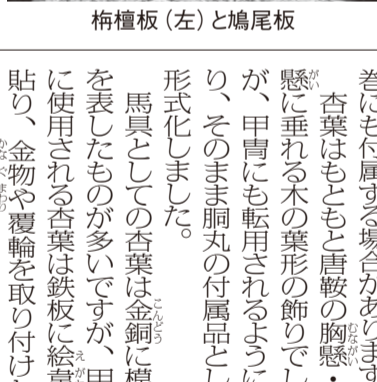 栴檀板（左）と鳩尾板
巻にも付属する場合があります
杏葉はもともと唐鞍の胸懸・
懸に垂れる木の葉形の飾りでし
が、甲冑にも転用されるように
り、そのまま胴丸の付属品とし
形式化しました。
馬具としての杏葉は金銅に模
を表したものが多いですが、甲
に使用される杏葉は鉄板に絵韋
貼り、金物や覆輪を取り付け